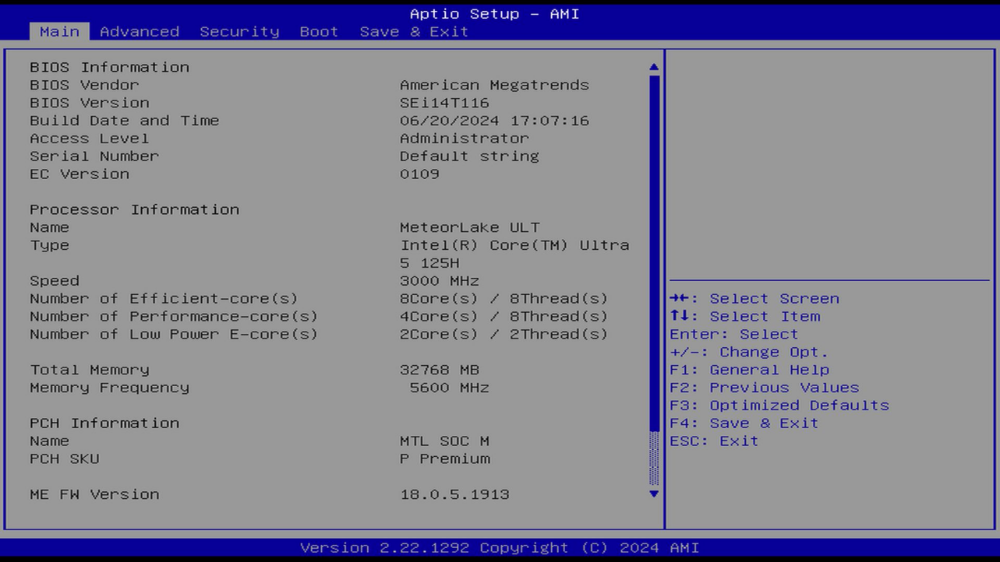 Aptio Setup – AMI
Main Advanced Security Boot Save & Exit
BIOS Information
BIOS Vendor American Megatrends
BIOS Version SEi14T116
Build Date and Time 06/20/2024 17:07:16
Access Level Administrator
Serial Number Default string
EC Version 0109
Processor Information
Name MeteorLake ULT
Type Intel(R) Core(TM) Ultra
5 125H
Speed 3000 MHz
Number of Efficient-core(s) 8Core(s) / 8Thread(s)
Number of Performance-core(s) 4Core(s) / 8Thread(s)
Number of Low Power E-core(s) 2Core(s) / 2Thread(s)
Total Memory 32768 MB
Memory Frequency 5600 MHz
PCH Information
Name MTL SOC M
PCH SKU P Premium
ME FW Version 18.0.5.1913
→←: Select Screen
↑↓: Select Item
Enter: Select
+/-: Change Opt.
F1: General Help
F2: Previous Values
F3: Optimized Defaults
F4: Save & Exit
ESC: Exit
Version 2.22.1292 Copyright (C) 2024 AMI